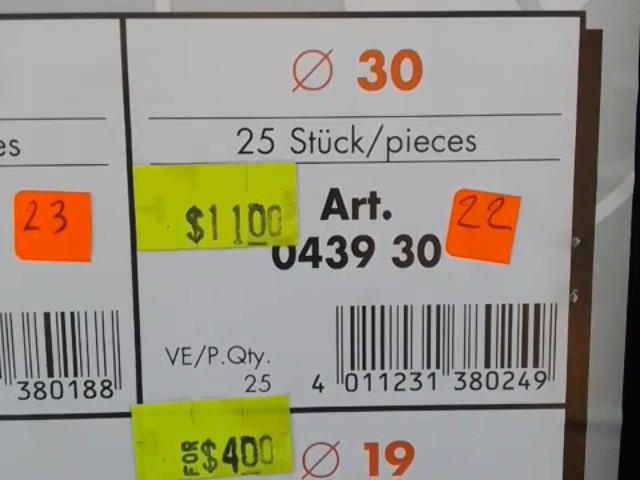 Ø 30
es
25 Stück/pieces
23
$1100
Art.
0439 30
22
VE/P.Qty.
25
380188
4 011231 380249
FOR $400
Ø 19